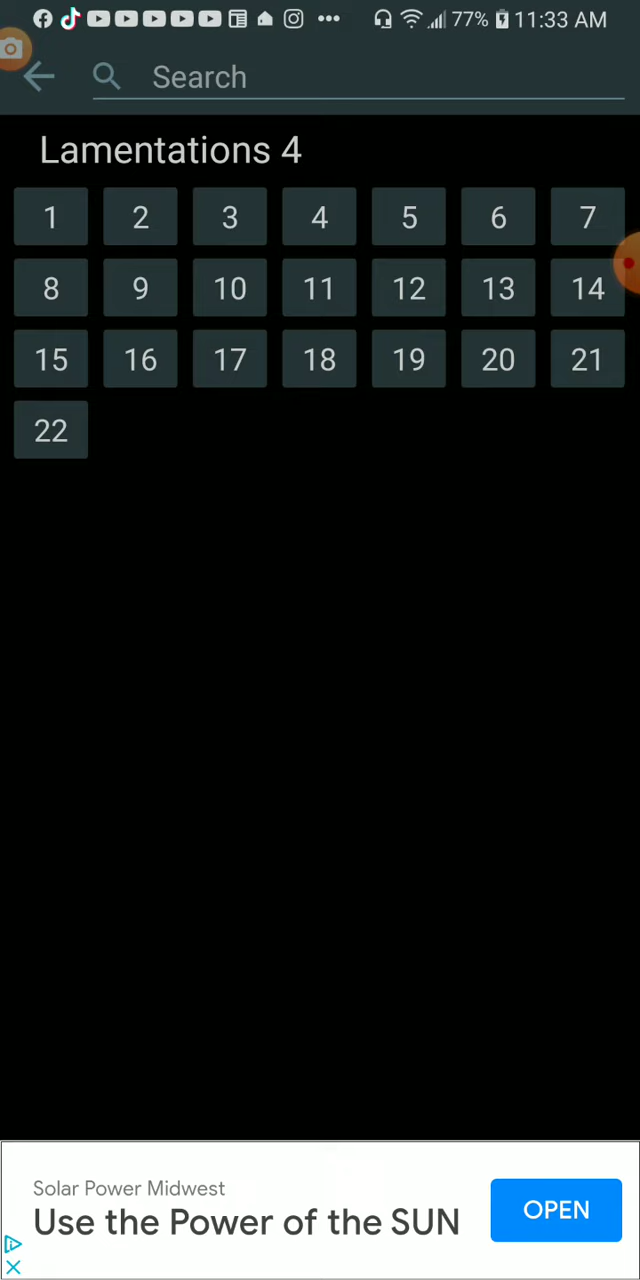 77% 11:33 AM
Search
Lamentations 4
1 2 3 4 5 6 7
8 9 10 11 12 13 14
15 16 17 18 19 20 21
22
Solar Power Midwest
Use the Power of the SUN
OPEN